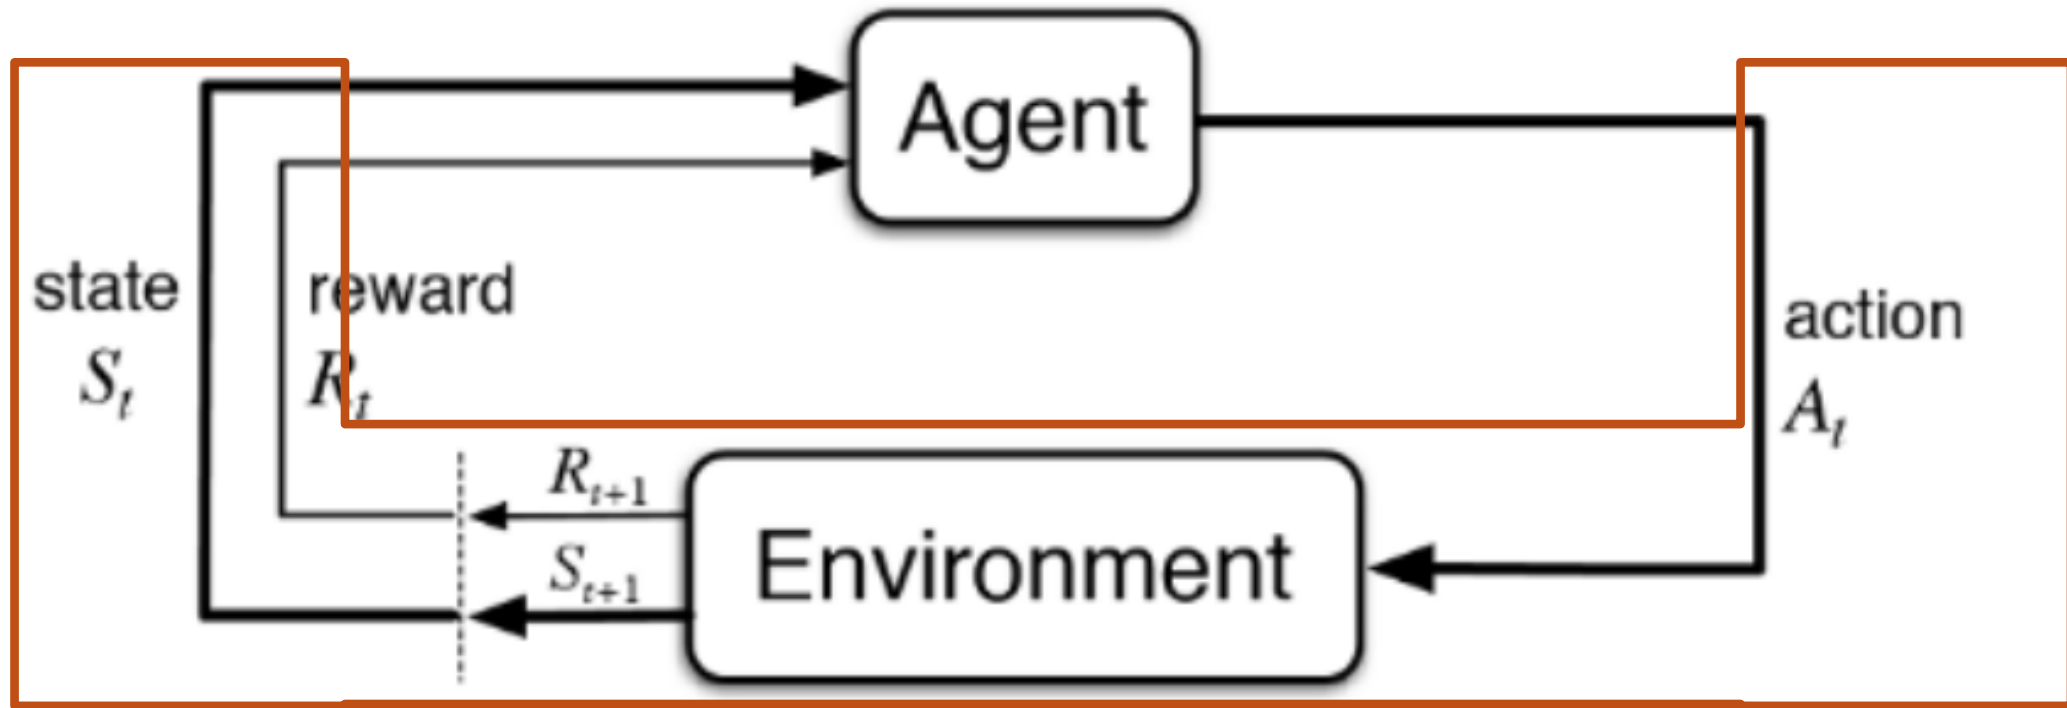 Agent
state
S_t
reward
R_t
action
A_t
R_{t+1}
S_{t+1}
Environment